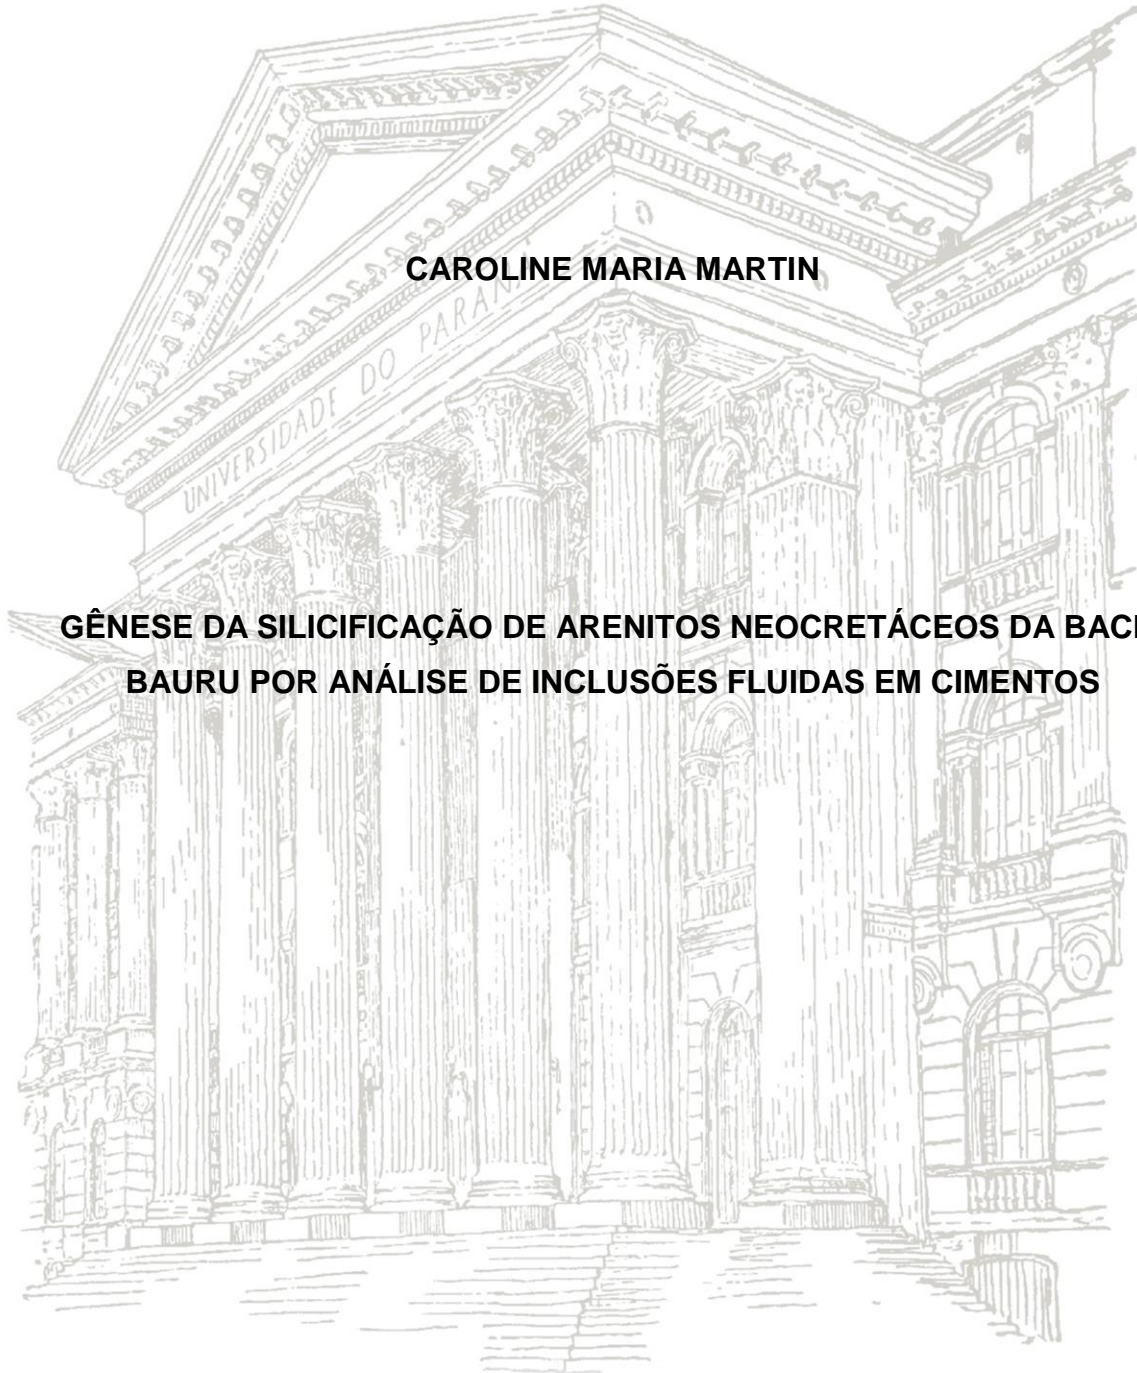 CAROLINE MARIA MARTIN
UNIVERSIDADE DO PARANÁ
GÊNESE DA SILICIFICAÇÃO DE ARENITOS NEOCRETÁCEOS DA BACI
BAURU POR ANÁLISE DE INCLUSÕES FLUIDAS EM CIMENTOS